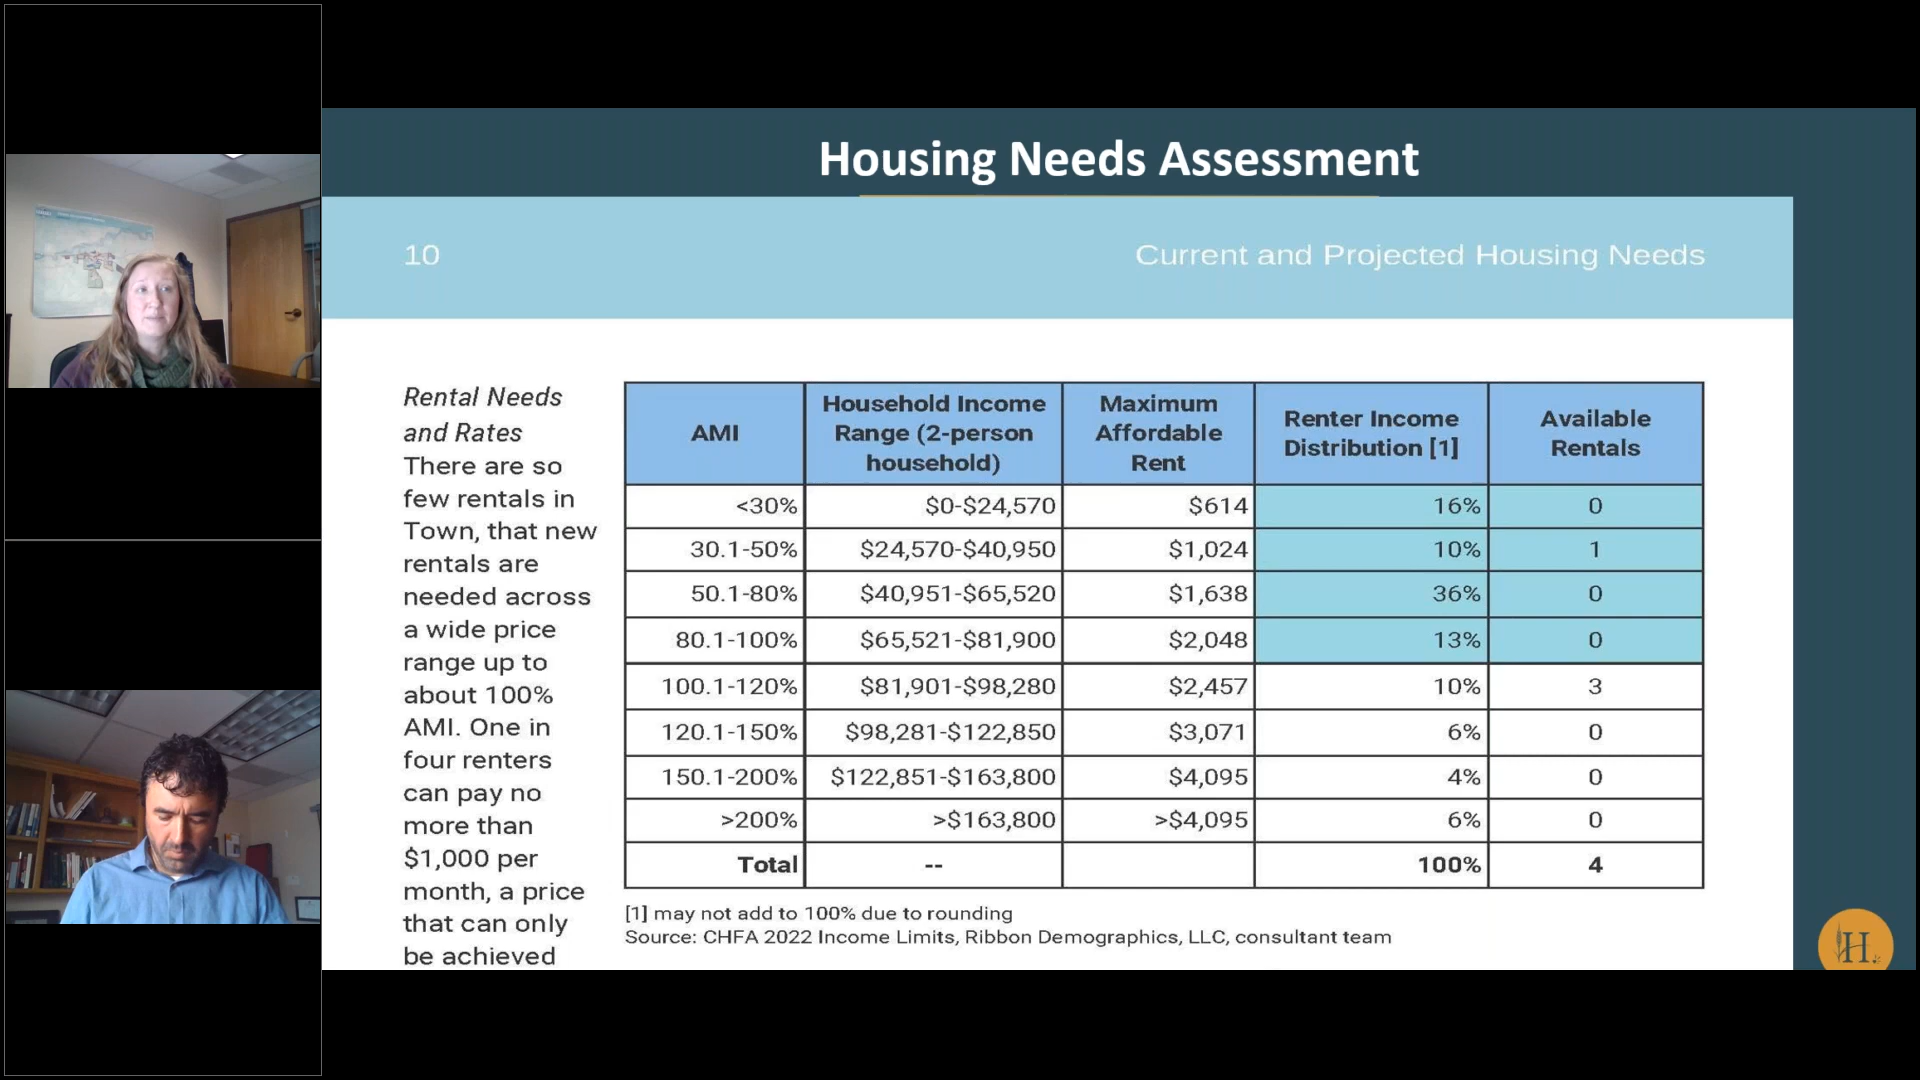 Housing Needs Assessment
10
Current and Projected Housing Needs
Rental Needs
and Rates
There are so
few rentals in
Town, that new
rentals are
needed across
a wide price
range up to
about 100%
AMI. One in
four renters
can pay no
more than
$1,000 per
month, a price
that can only
be achieved
AMI
Household Income
Range (2-person
household)
Maximum
Affordable
Rent
Renter Income
Distribution [1]
Available
Rentals
<30% $0-$24,570 $614 16% 0
30.1-50% $24,570-$40,950 $1,024 10% 1
50.1-80% $40,951-$65,520 $1,638 36% 0
80.1-100% $65,521-$81,900 $2,048 13% 0
100.1-120% $81,901-$98,280 $2,457 10% 3
120.1-150% $98,281-$122,850 $3,071 6% 0
150.1-200% $122,851-$163,800 $4,095 4% 0
>200% >$163,800 >$4,095 6% 0
Total -- 100% 4
[1] may not add to 100% due to rounding
Source: CHFA 2022 Income Limits, Ribbon Demographics, LLC, consultant team
H.